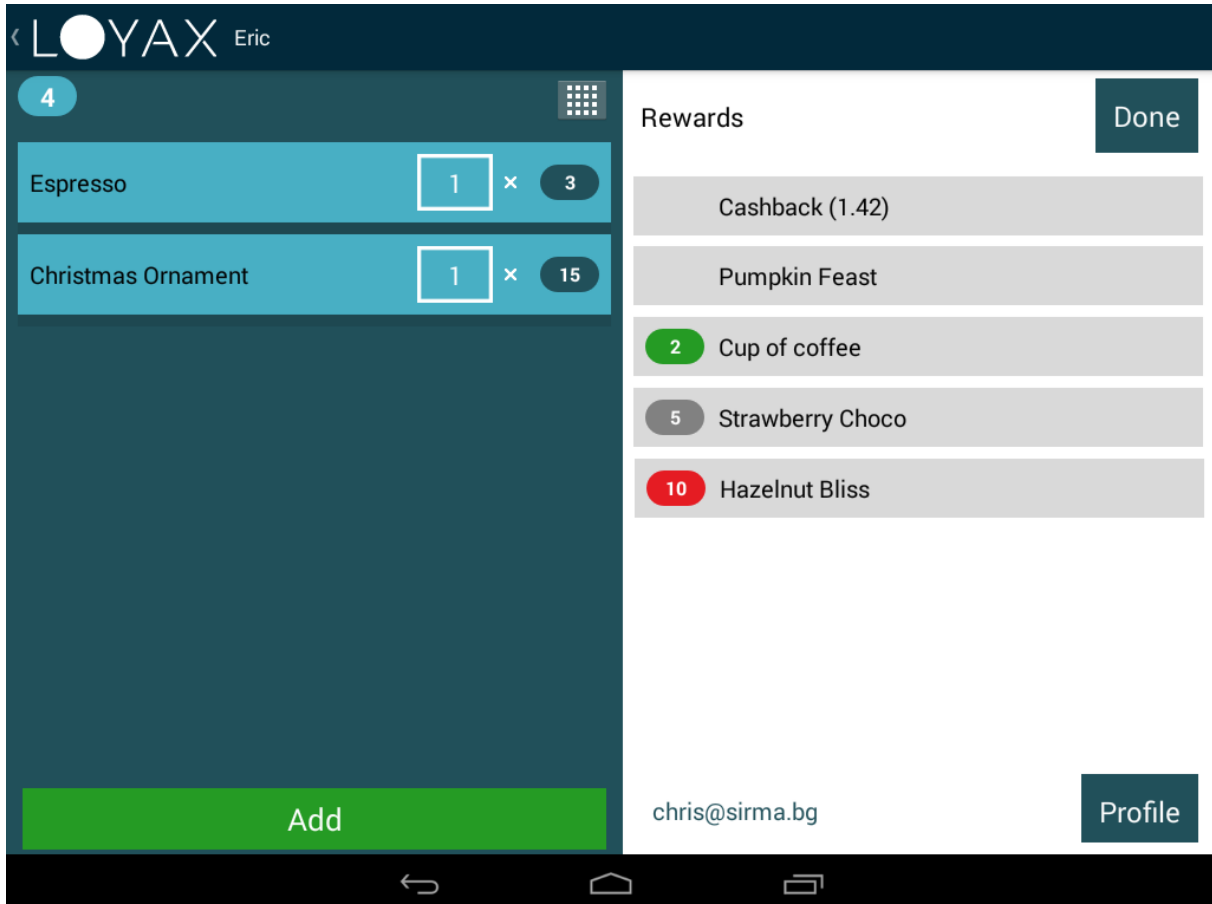 LOYAX Eric
4
Espresso 1 × 3
Christmas Ornament 1 × 15
Add
Rewards Done
Cashback (1.42)
Pumpkin Feast
2 Cup of coffee
5 Strawberry Choco
10 Hazelnut Bliss
chris@sirma.bg Profile